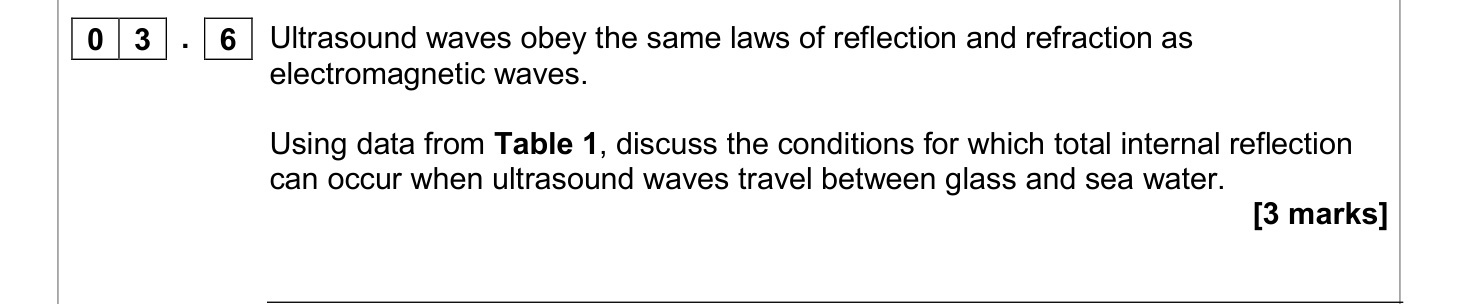 0 3 . 6 Ultrasound waves obey the same laws of reflection and refraction as
electromagnetic waves.
Using data from Table 1, discuss the conditions for which total internal reflection
can occur when ultrasound waves travel between glass and sea water.
[3 marks]